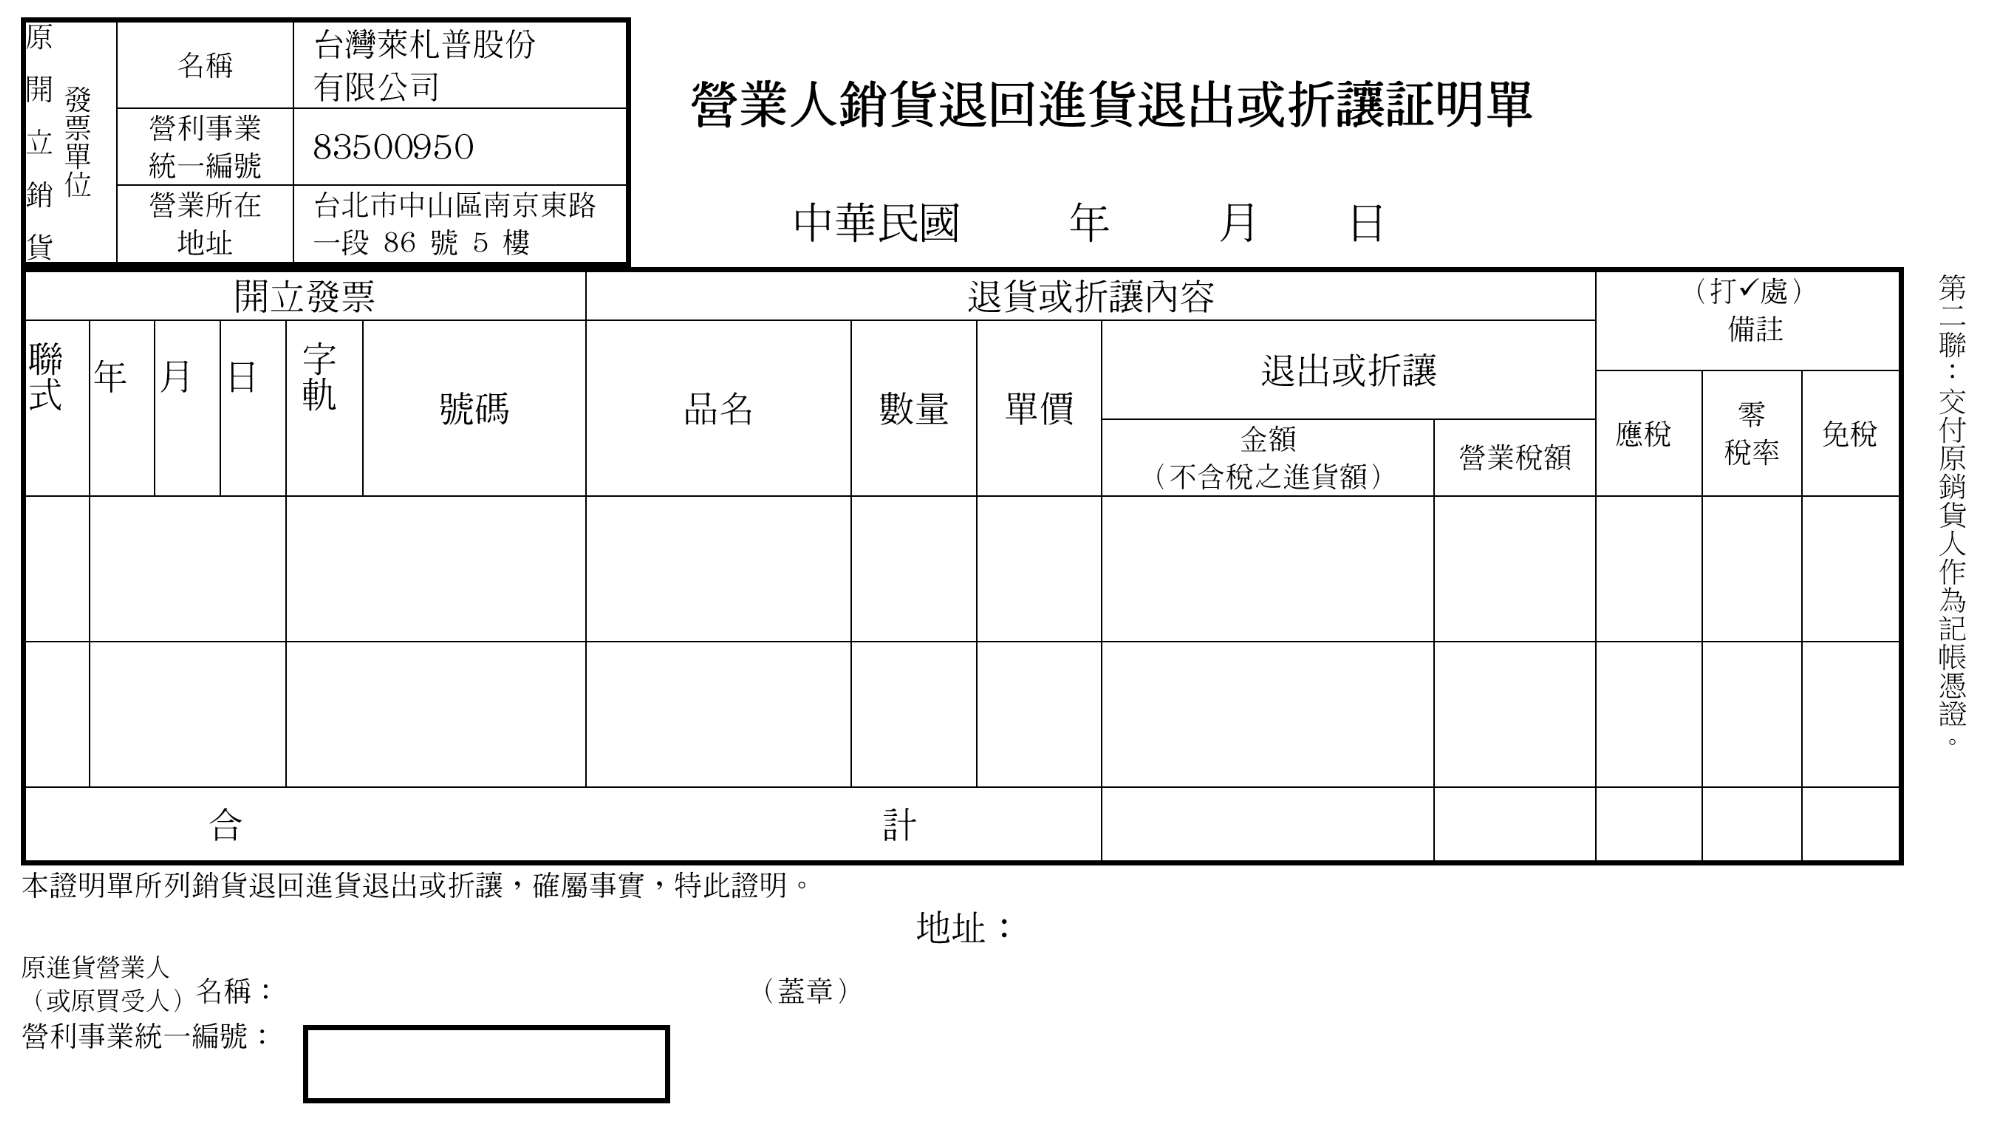 原開立銷貨
發票單位
名稱
台灣萊札普股份
有限公司
營利事業
統一編號
83500950
營業所在
地址
台北市中山區南京東路
一段 86 號 5 樓
營業人銷貨退回進貨退出或折讓証明單
中華民國 年 月 日
開立發票
退貨或折讓內容
（打✓處）
備註
聯式
年
月
日
字軌
號碼
品名
數量
單價
退出或折讓
金額
（不含稅之進貨額）
營業稅額
應稅
零
稅率
免稅
合 計
第二聯：交付原銷貨人作為記帳憑證。
本證明單所列銷貨退回進貨退出或折讓，確屬事實，特此證明。
地址：
原進貨營業人
（或原買受人）名稱： （蓋章）
營利事業統一編號：